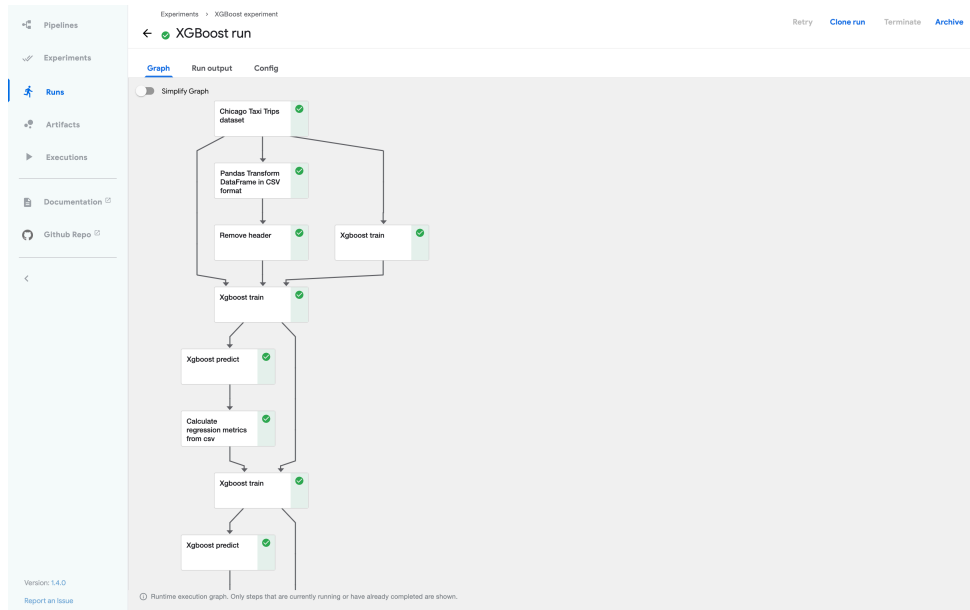 Pipelines
Experiments
Runs
Artifacts
Executions
Documentation
Github Repo
Version: 1.4.0
Report an Issue
Experiments > XGBoost experiment
XGBoost run
Retry
Clone run
Terminate
Archive
Graph
Run output
Config
Simplify Graph
Chicago Taxi Trips
dataset
Pandas Transform
DataFrame in CSV
format
Remove header
Xgboost train
Xgboost train
Xgboost predict
Calculate
regression metrics
from csv
Xgboost train
Xgboost predict
Runtime execution graph. Only steps that are currently running or have already completed are shown.